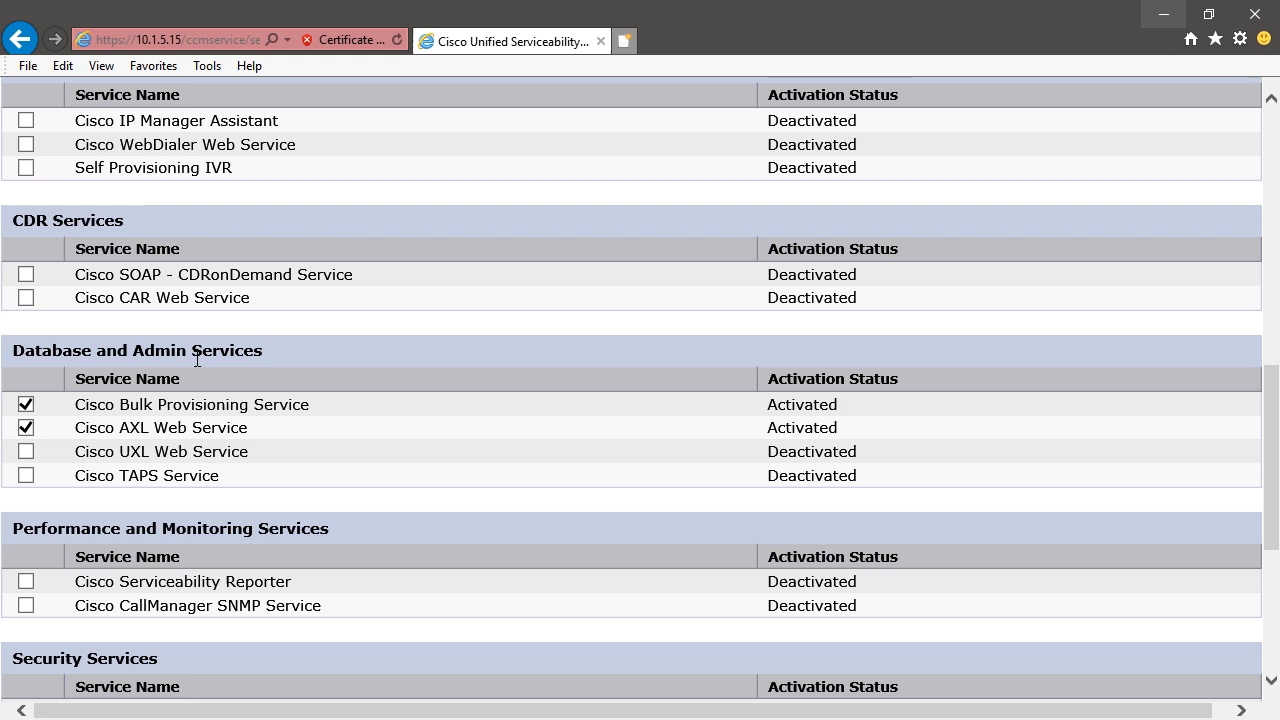 https://10.1.5.15/ccmservice/se
Certificate ...
Cisco Unified Serviceability...
File Edit View Favorites Tools Help
Service Name Activation Status
Cisco IP Manager Assistant Deactivated
Cisco WebDialer Web Service Deactivated
Self Provisioning IVR Deactivated
CDR Services
Service Name Activation Status
Cisco SOAP - CDRonDemand Service Deactivated
Cisco CAR Web Service Deactivated
Database and Admin Services
Service Name Activation Status
Cisco Bulk Provisioning Service Activated
Cisco AXL Web Service Activated
Cisco UXL Web Service Deactivated
Cisco TAPS Service Deactivated
Performance and Monitoring Services
Service Name Activation Status
Cisco Serviceability Reporter Deactivated
Cisco CallManager SNMP Service Deactivated
Security Services
Service Name Activation Status